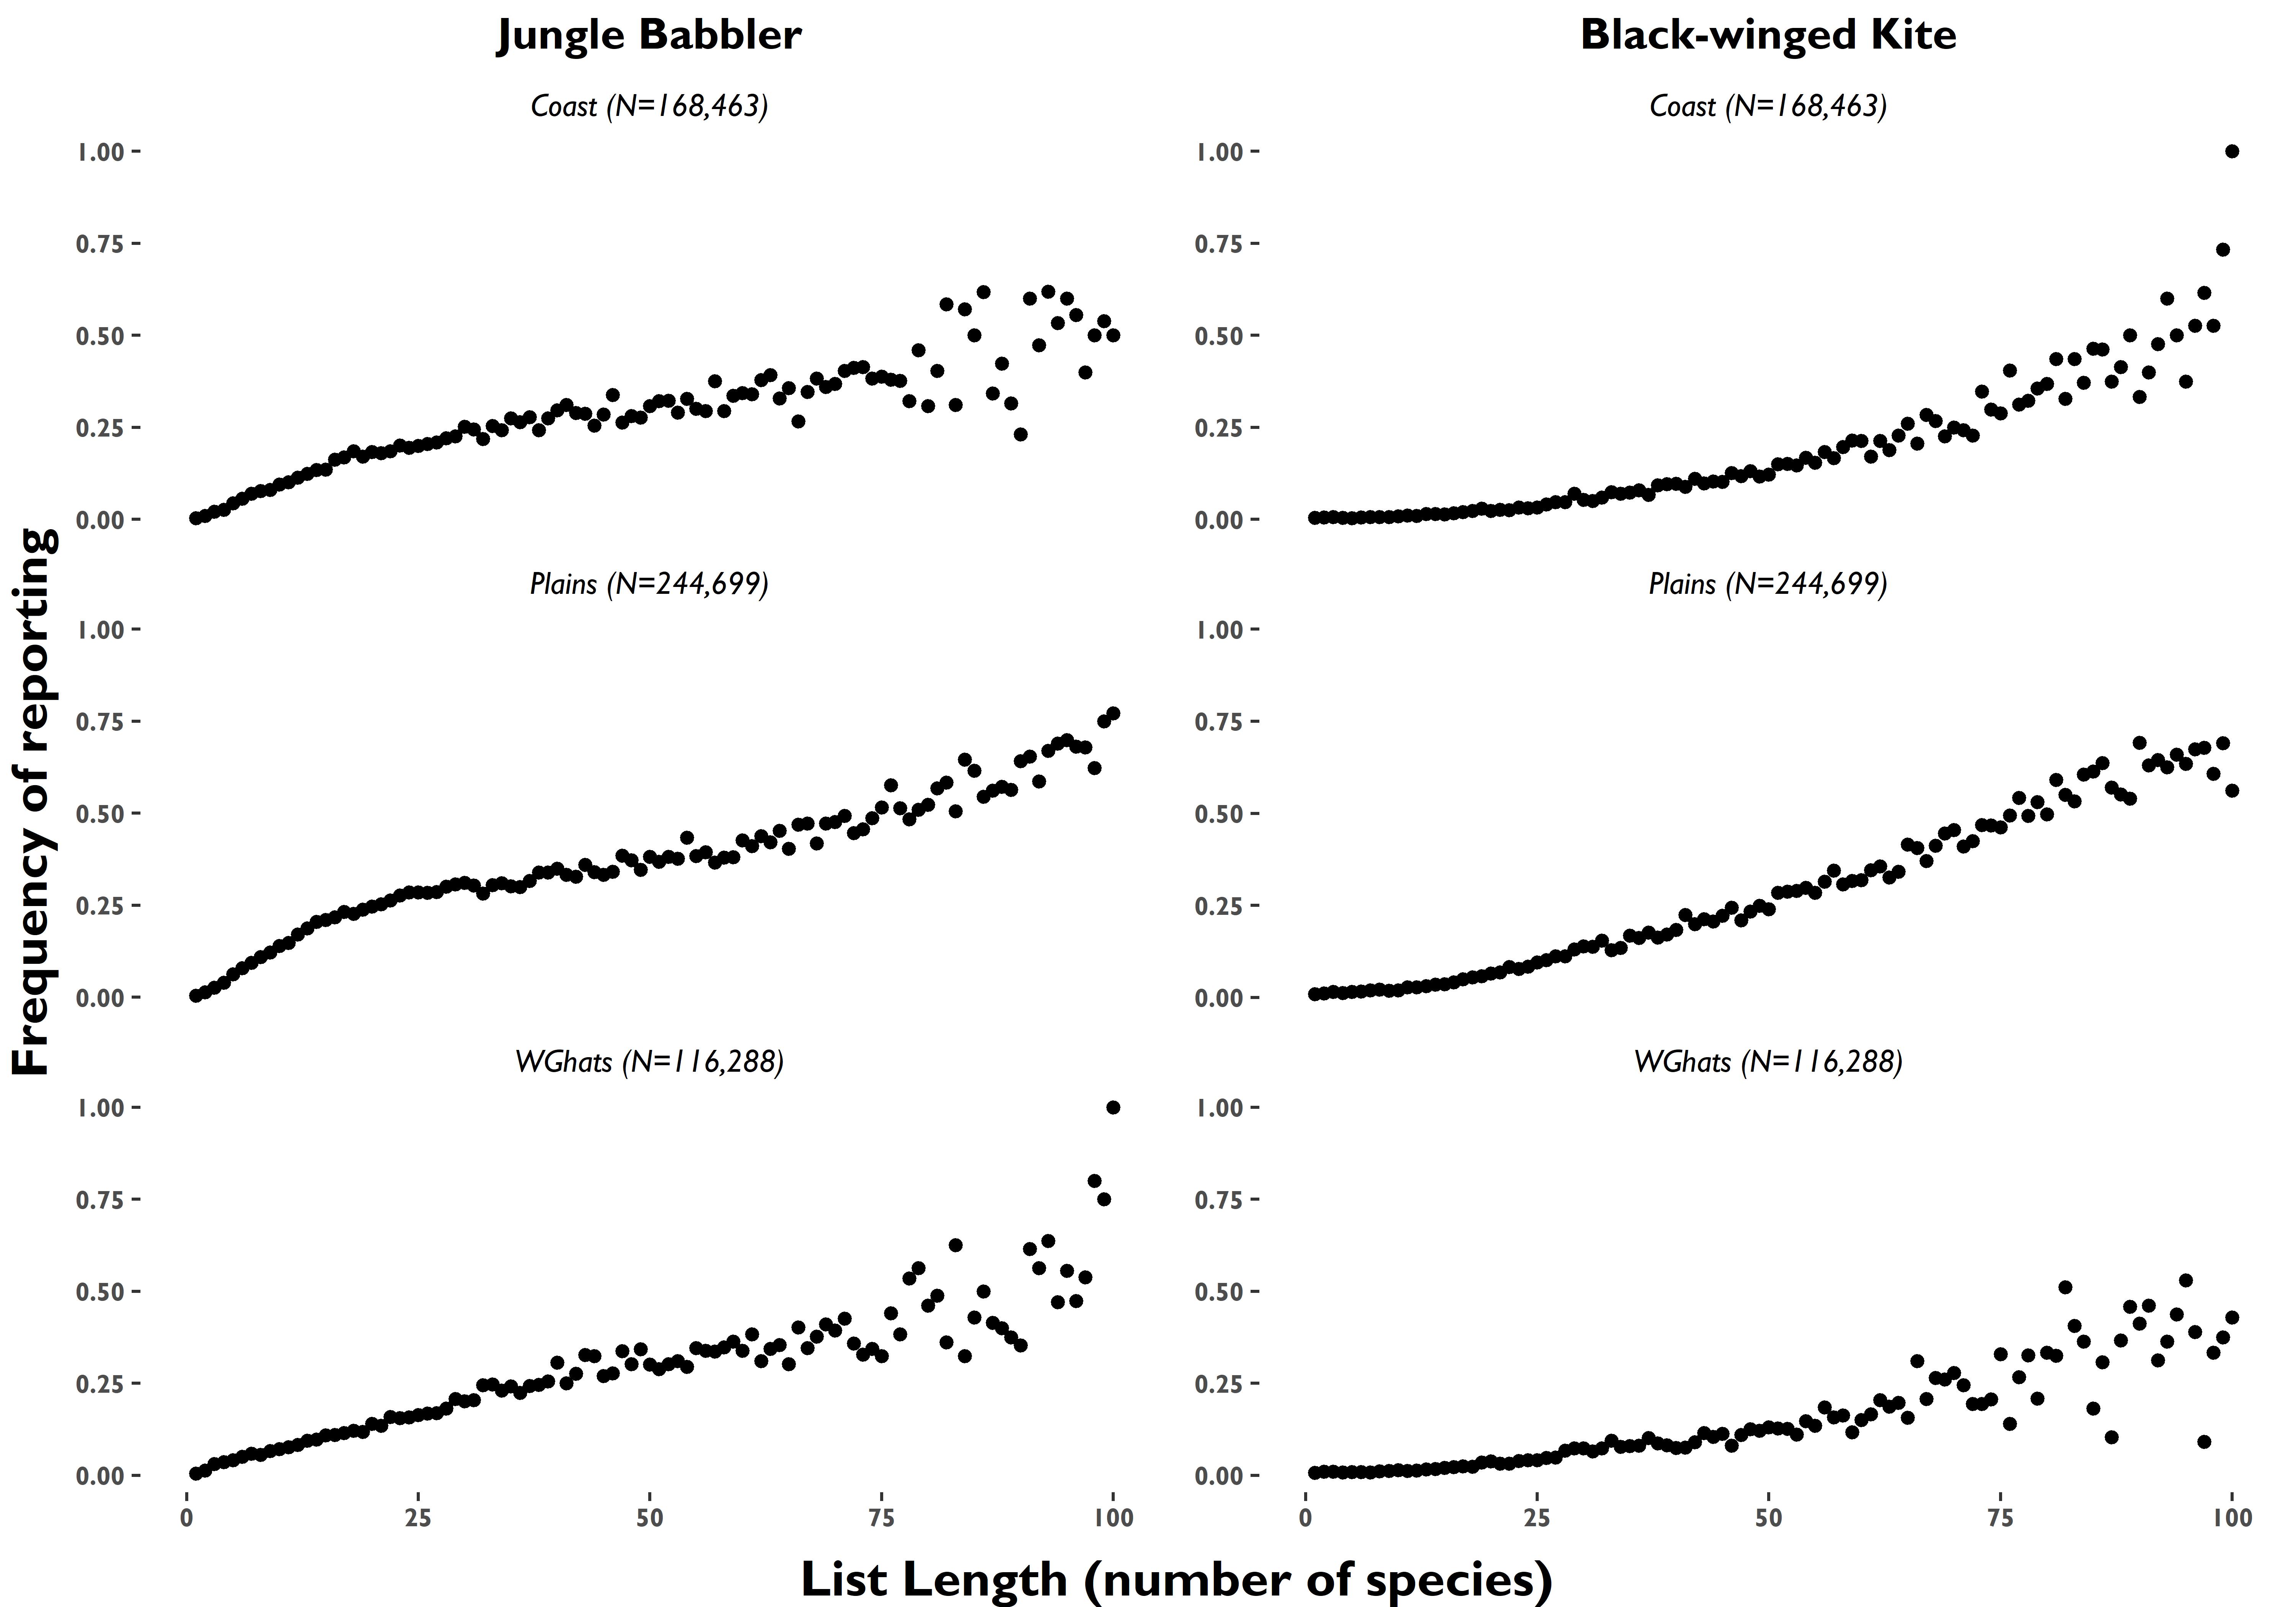 Jungle Babbler
Black-winged Kite
Coast (N=168,463)
Coast (N=168,463)
1.00
0.75
0.50
0.25
0.00
1.00
0.75
0.50
0.25
0.00
Plains (N=244,699)
Plains (N=244,699)
1.00
0.75
0.50
0.25
0.00
1.00
0.75
0.50
0.25
0.00
WGhats (N=116,288)
WGhats (N=116,288)
1.00
0.75
0.50
0.25
0.00
1.00
0.75
0.50
0.25
0.00
0 25 50 75 100
0 25 50 75 100
Frequency of reporting
List Length (number of species)